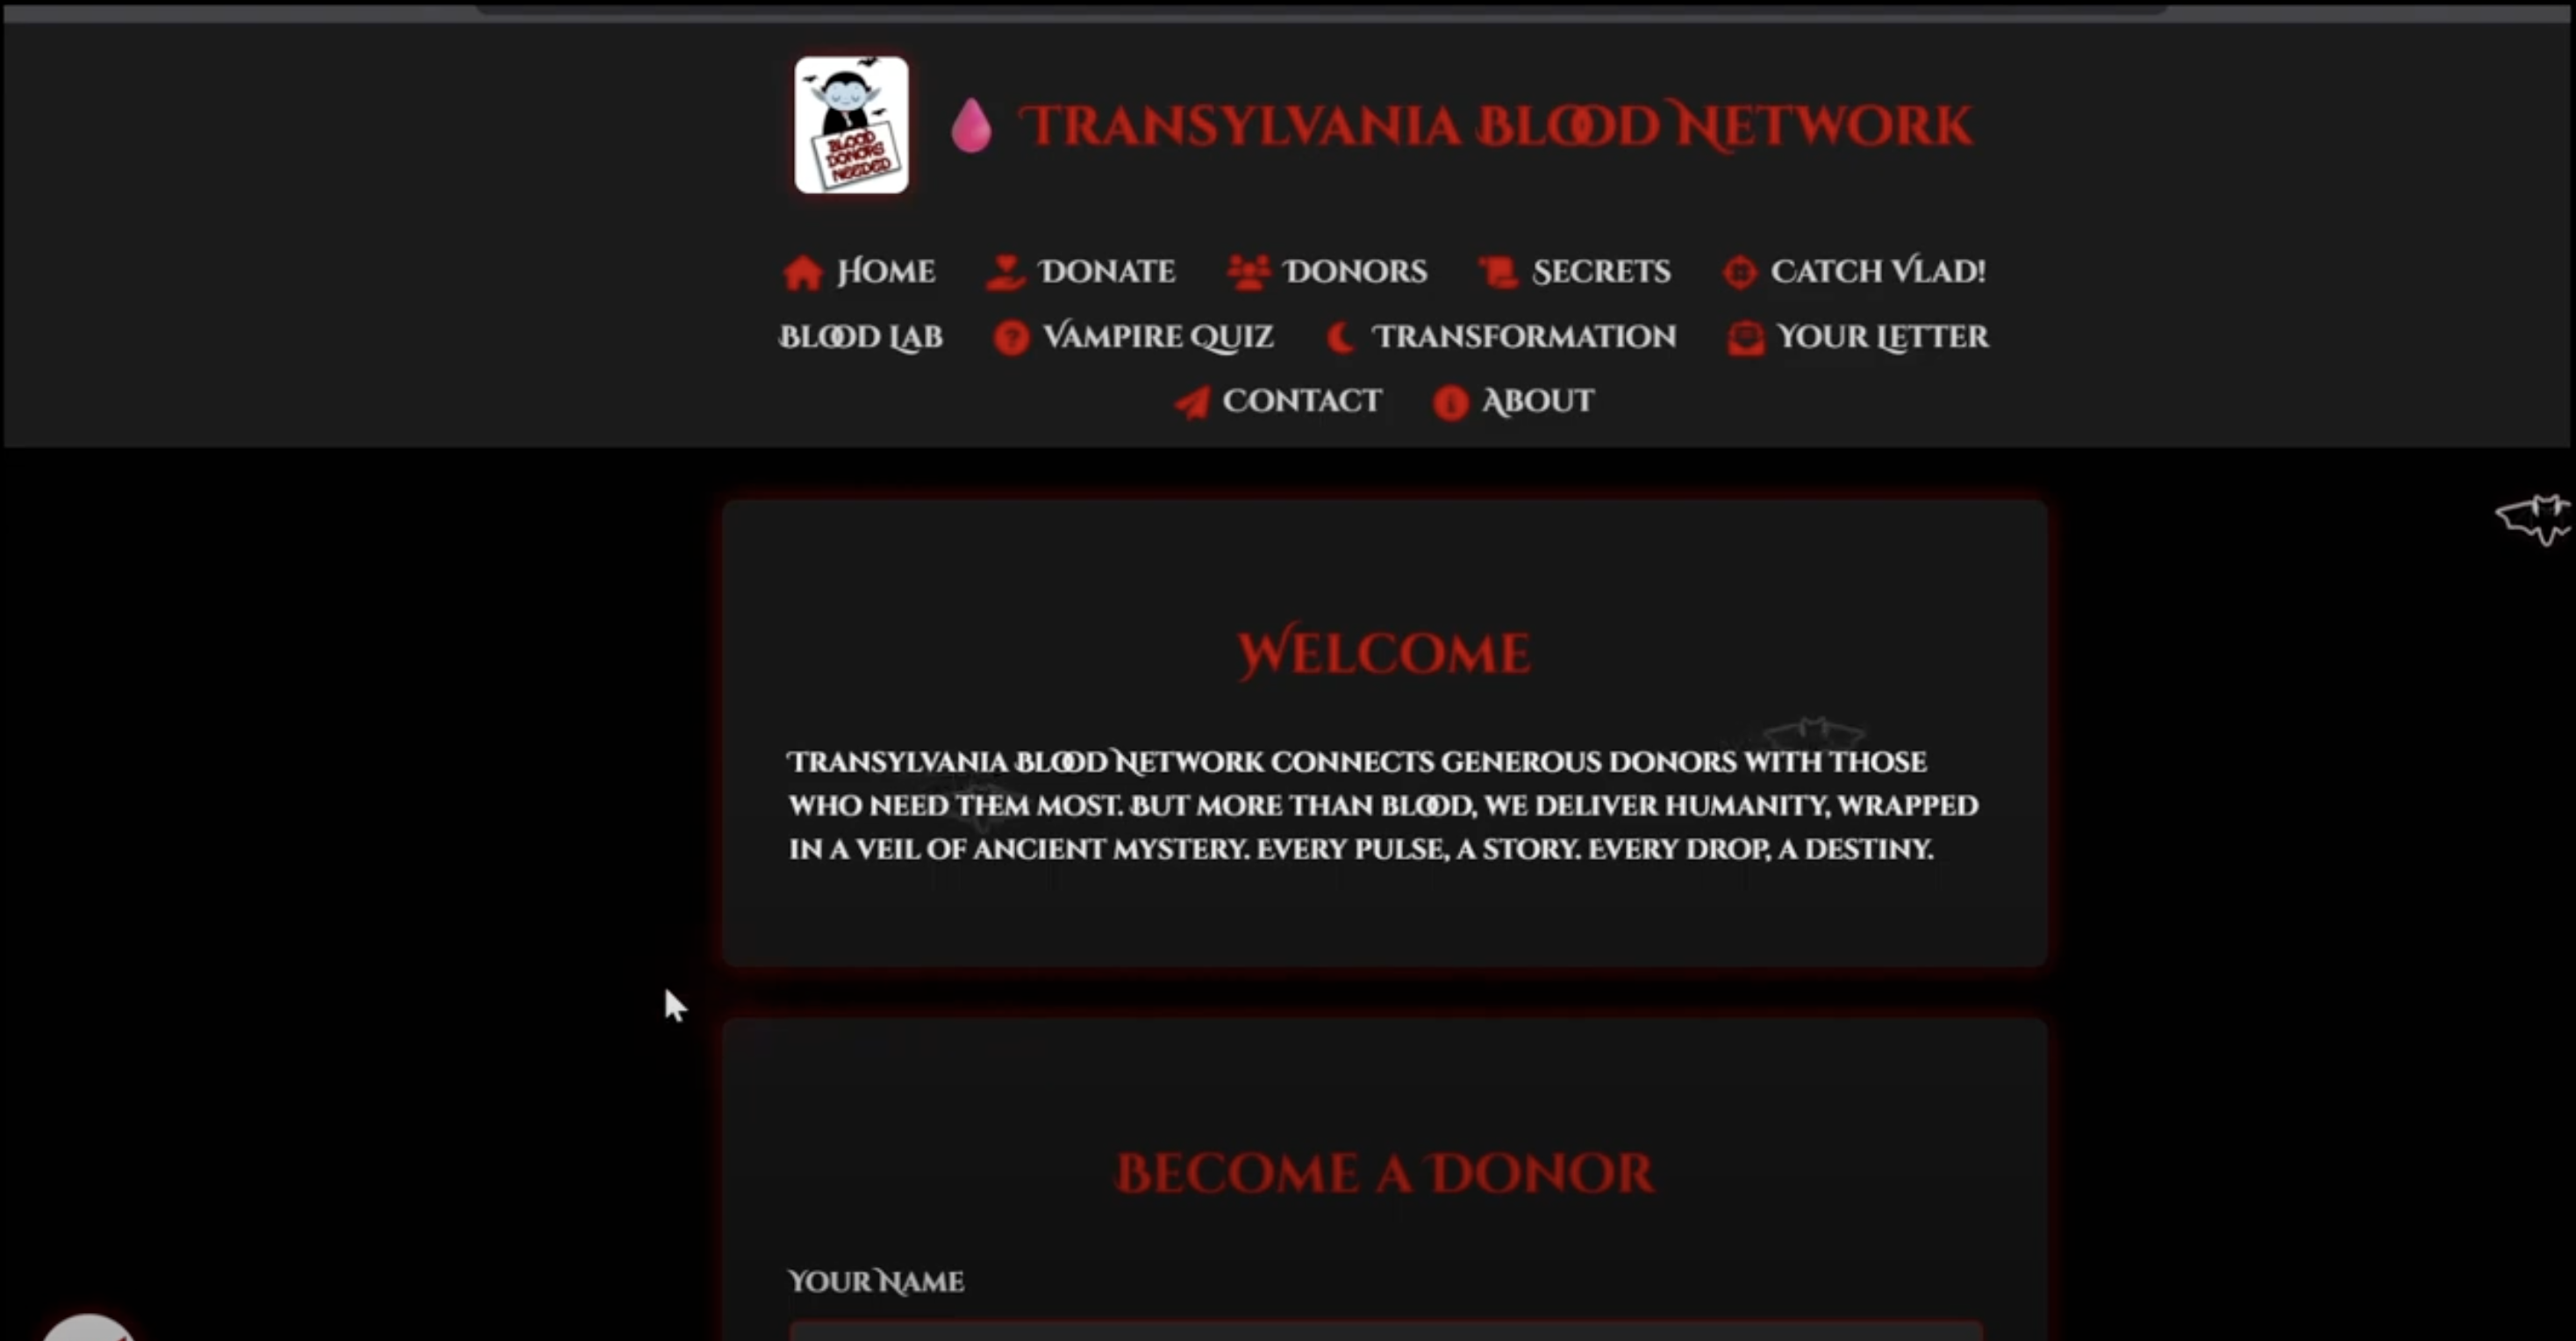 BLOOD
DONORS
NEEDED
Transylvania Blood Network
Home Donate Donors Secrets Catch Vlad!
Blood Lab Vampire Quiz Transformation Your Letter
Contact About
Welcome
Transylvania Blood Network connects generous donors with those
who need them most. But more than blood, we deliver humanity, wrapped
in a veil of ancient mystery. Every pulse, a story. Every drop, a destiny.
Become a Donor
Your Name